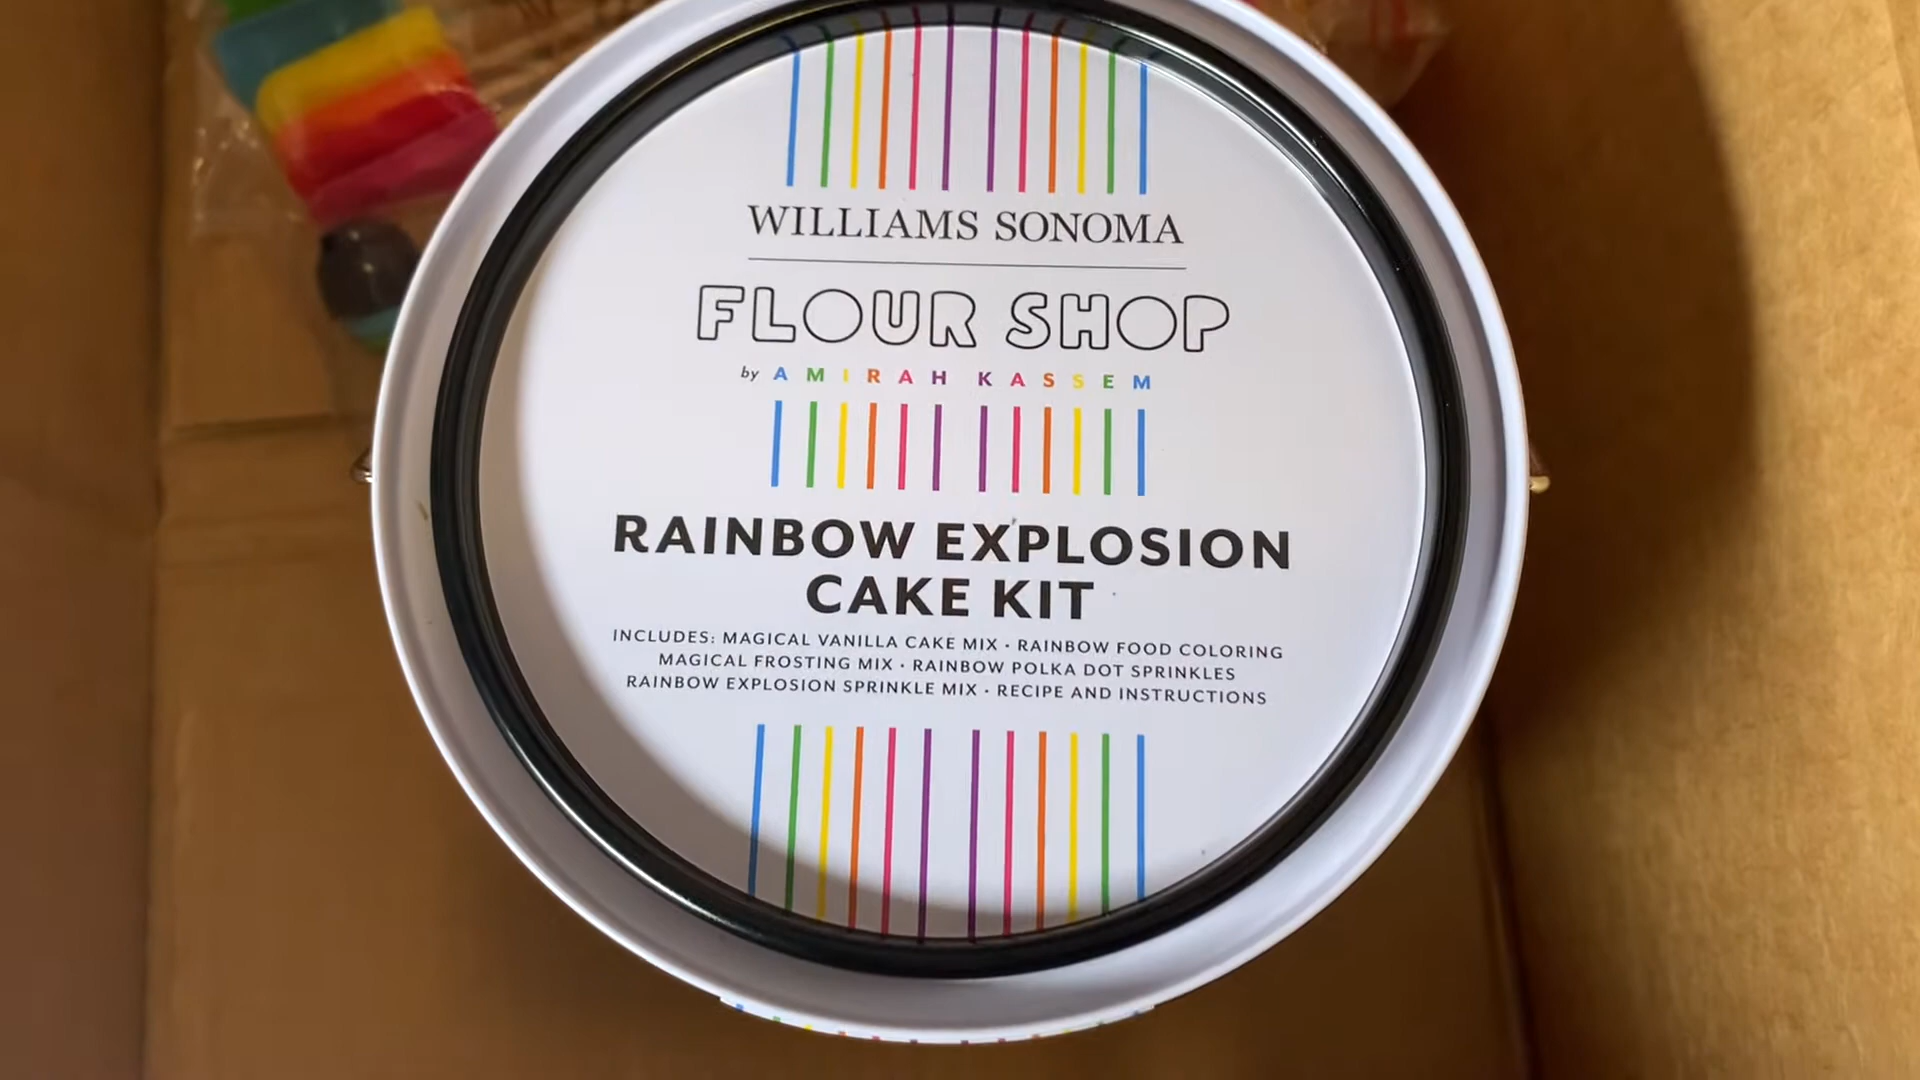 WILLIAMS SONOMA
FLOUR SHOP
by AMIRAH KASSEM
RAINBOW EXPLOSION
CAKE KIT
INCLUDES: MAGICAL VANILLA CAKE MIX · RAINBOW FOOD COLORING
MAGICAL FROSTING MIX · RAINBOW POLKA DOT SPRINKLES
RAINBOW EXPLOSION SPRINKLE MIX · RECIPE AND INSTRUCTIONS